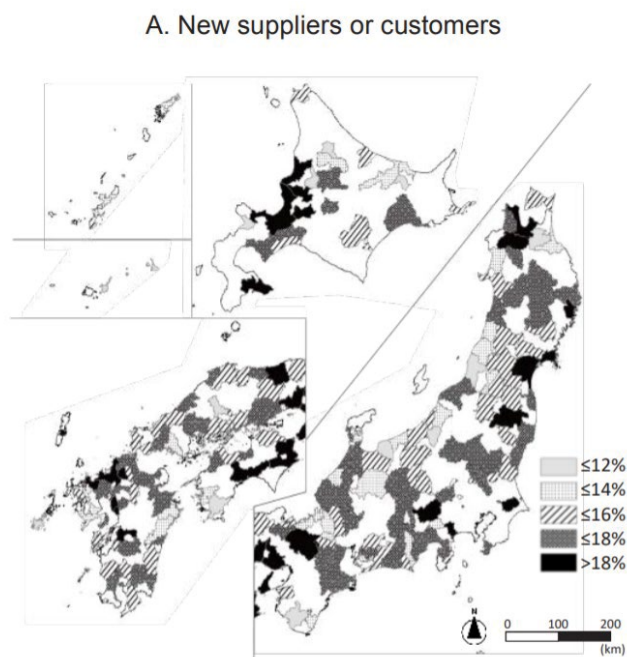 A. New suppliers or customers
≤12%
≤14%
≤16%
≤18%
>18%
N
0 100 200
(km)